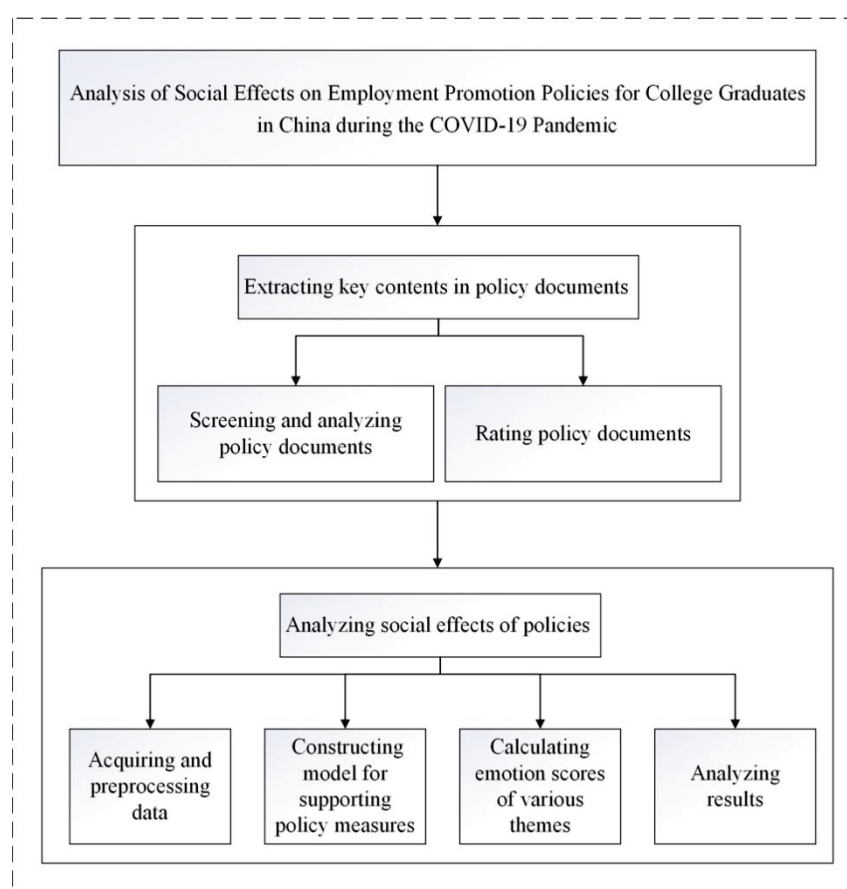 Analysis of Social Effects on Employment Promotion Policies for College Graduates
in China during the COVID-19 Pandemic
Extracting key contents in policy documents
Screening and analyzing
policy documents
Rating policy documents
Analyzing social effects of policies
Acquiring and
preprocessing
data
Constructing
model for
supporting
policy measures
Calculating
emotion scores
of various
themes
Analyzing
results